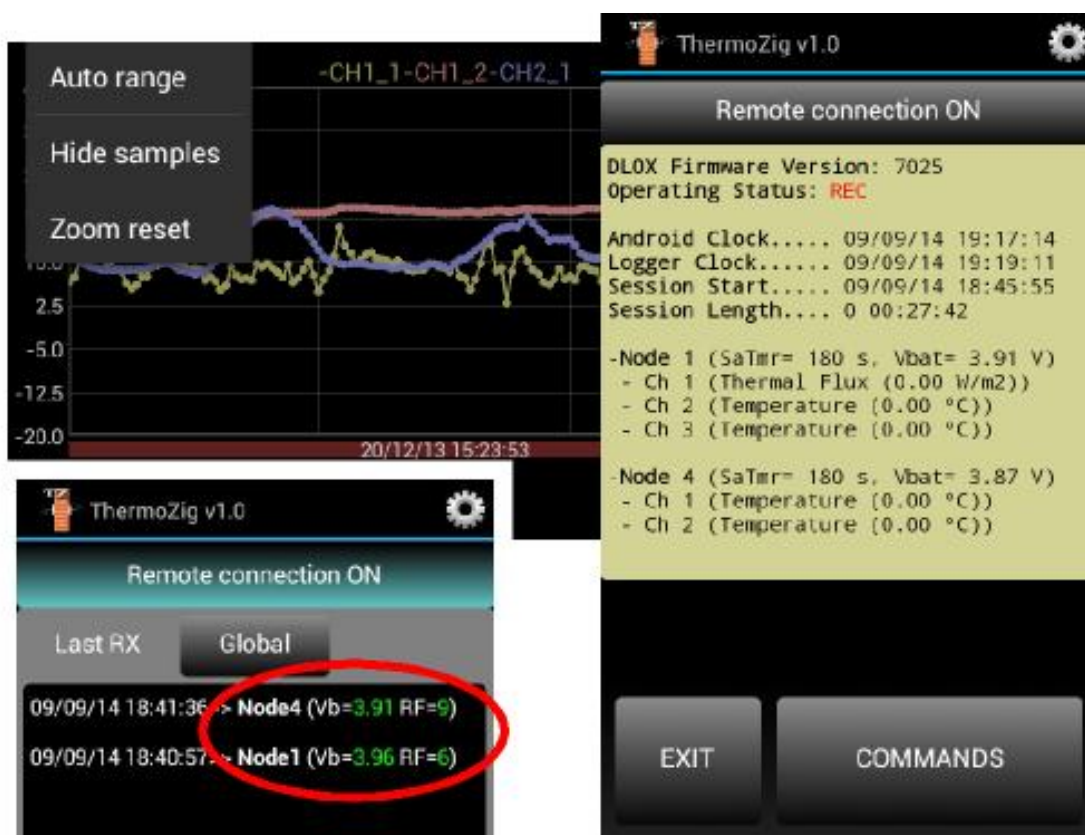 Auto range
Hide samples
Zoom reset
-CH1_1-CH1_2-CH2_1
10.0
2.5
-5.0
-12.5
-20.0
20/12/13 15:23:53
ThermoZig v1.0
Remote connection ON
Last RX
Global
09/09/14 18:41:36-> Node4 (Vb=3.91 RF=9)
09/09/14 18:40:57-> Node1 (Vb=3.96 RF=6)
ThermoZig v1.0
Remote connection ON
DLOX Firmware Version: 7025
Operating Status: REC
Android Clock..... 09/09/14 19:17:14
Logger Clock...... 09/09/14 19:19:11
Session Start..... 09/09/14 18:45:55
Session Length.... 0 00:27:42
-Node 1 (SaTmr= 180 s, Vbat= 3.91 V)
- Ch 1 (Thermal Flux (0.00 W/m2))
- Ch 2 (Temperature (0.00 ºC))
- Ch 3 (Temperature (0.00 ºC))
-Node 4 (SaTmr= 180 s, Vbat= 3.87 V)
- Ch 1 (Temperature (0.00 ºC))
- Ch 2 (Temperature (0.00 ºC))
EXIT
COMMANDS